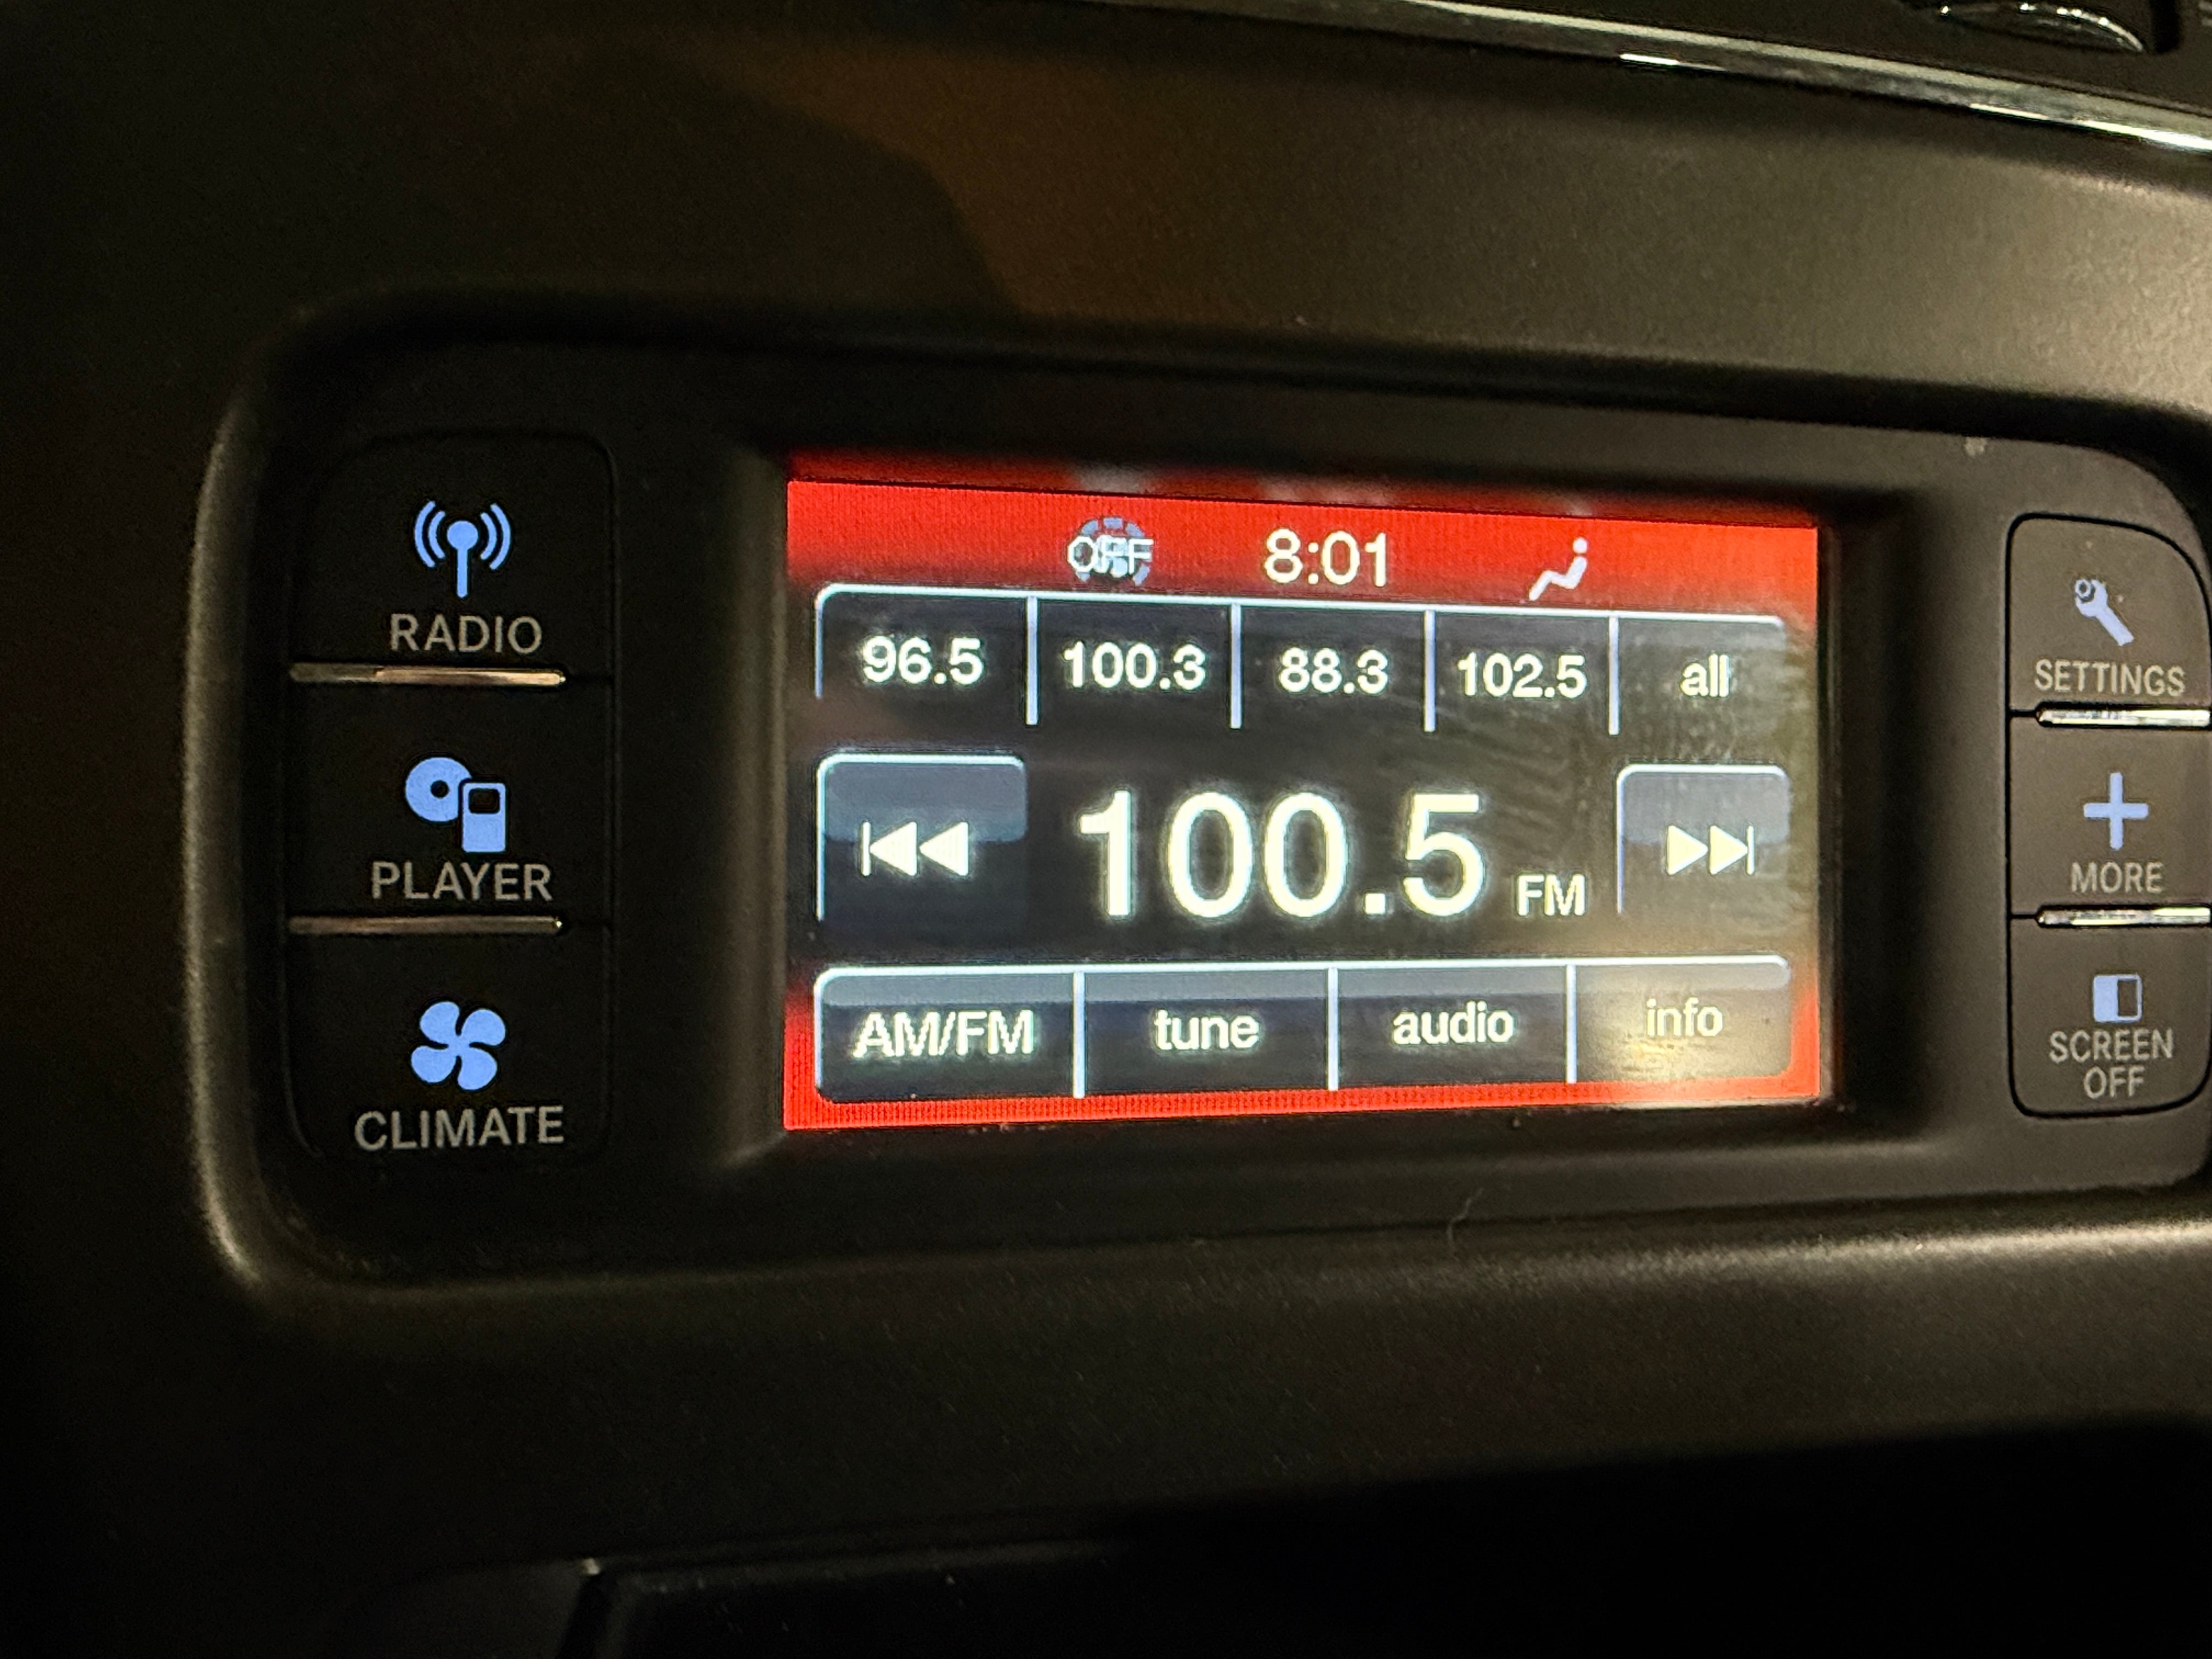 RADIO
PLAYER
CLIMATE
OFF 8:01
96.5 100.3 88.3 102.5 all
100.5 FM
AM/FM tune audio info
SETTINGS
MORE
SCREEN
OFF